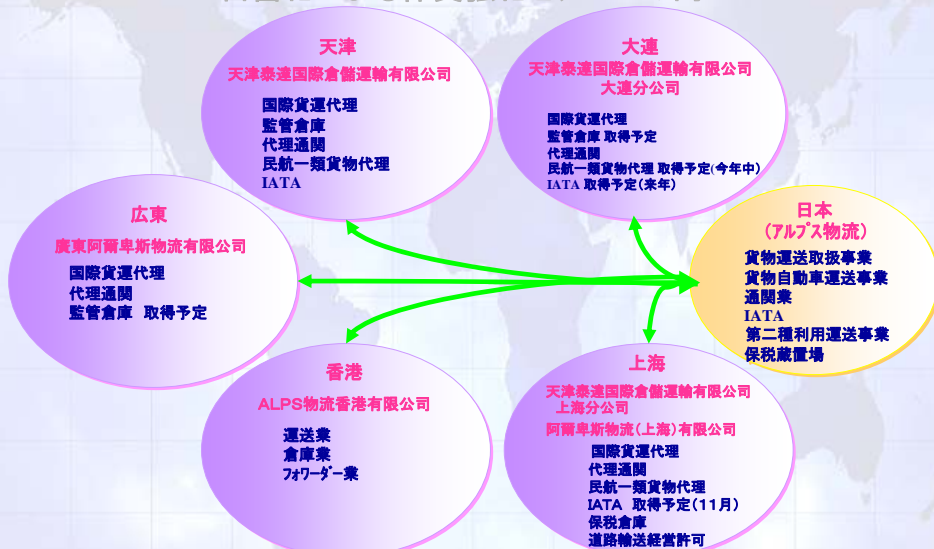 天津
天津泰達国際倉儲運輸有限公司
国際貨運代理
監管倉庫
代理通関
民航一類貨物代理
IATA
大連
天津泰達国際倉儲運輸有限公司
大連分公司
国際貨運代理
監管倉庫 取得予定
代理通関
民航一類貨物代理 取得予定(今年中)
IATA 取得予定(来年)
広東
廣東阿爾卑斯物流有限公司
国際貨運代理
代理通関
監管倉庫 取得予定
日本
(アルプス物流)
貨物運送取扱事業
貨物自動車運送事業
通関業
IATA
第二種利用運送事業
保税蔵置場
香港
ALPS物流香港有限公司
運送業
倉庫業
フォワーダー業
上海
天津泰達国際倉儲運輸有限公司
上海分公司
阿爾卑斯物流(上海)有限公司
国際貨運代理
代理通関
民航一類貨物代理
IATA 取得予定(11月)
保税倉庫
道路輸送経営許可